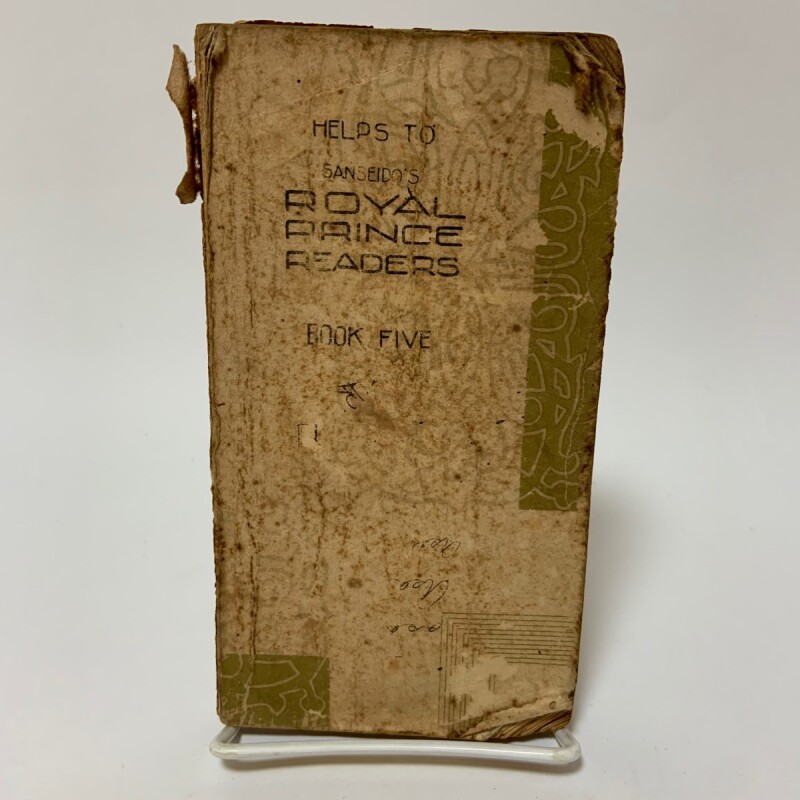 HELPS TO
SANSEIDO'S
ROYAL
PRINCE
READERS
BOOK FIVE